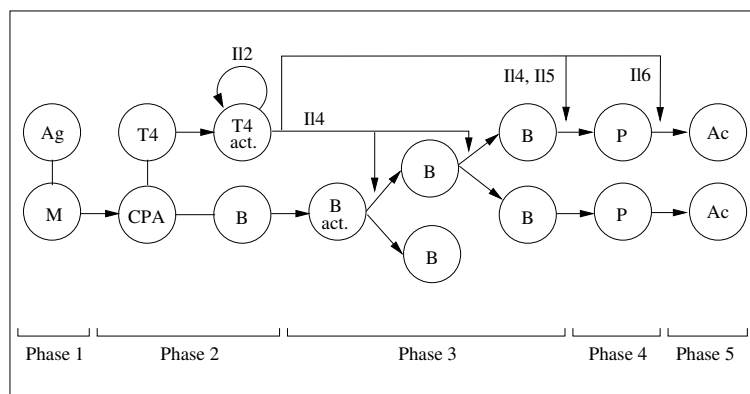 Il2
Il4, Il5
Il6
Ag
T4
T4
act.
Il4
B
P
Ac
B
M
CPA
B
B
act.
B
P
Ac
B
Phase 1
Phase 2
Phase 3
Phase 4
Phase 5